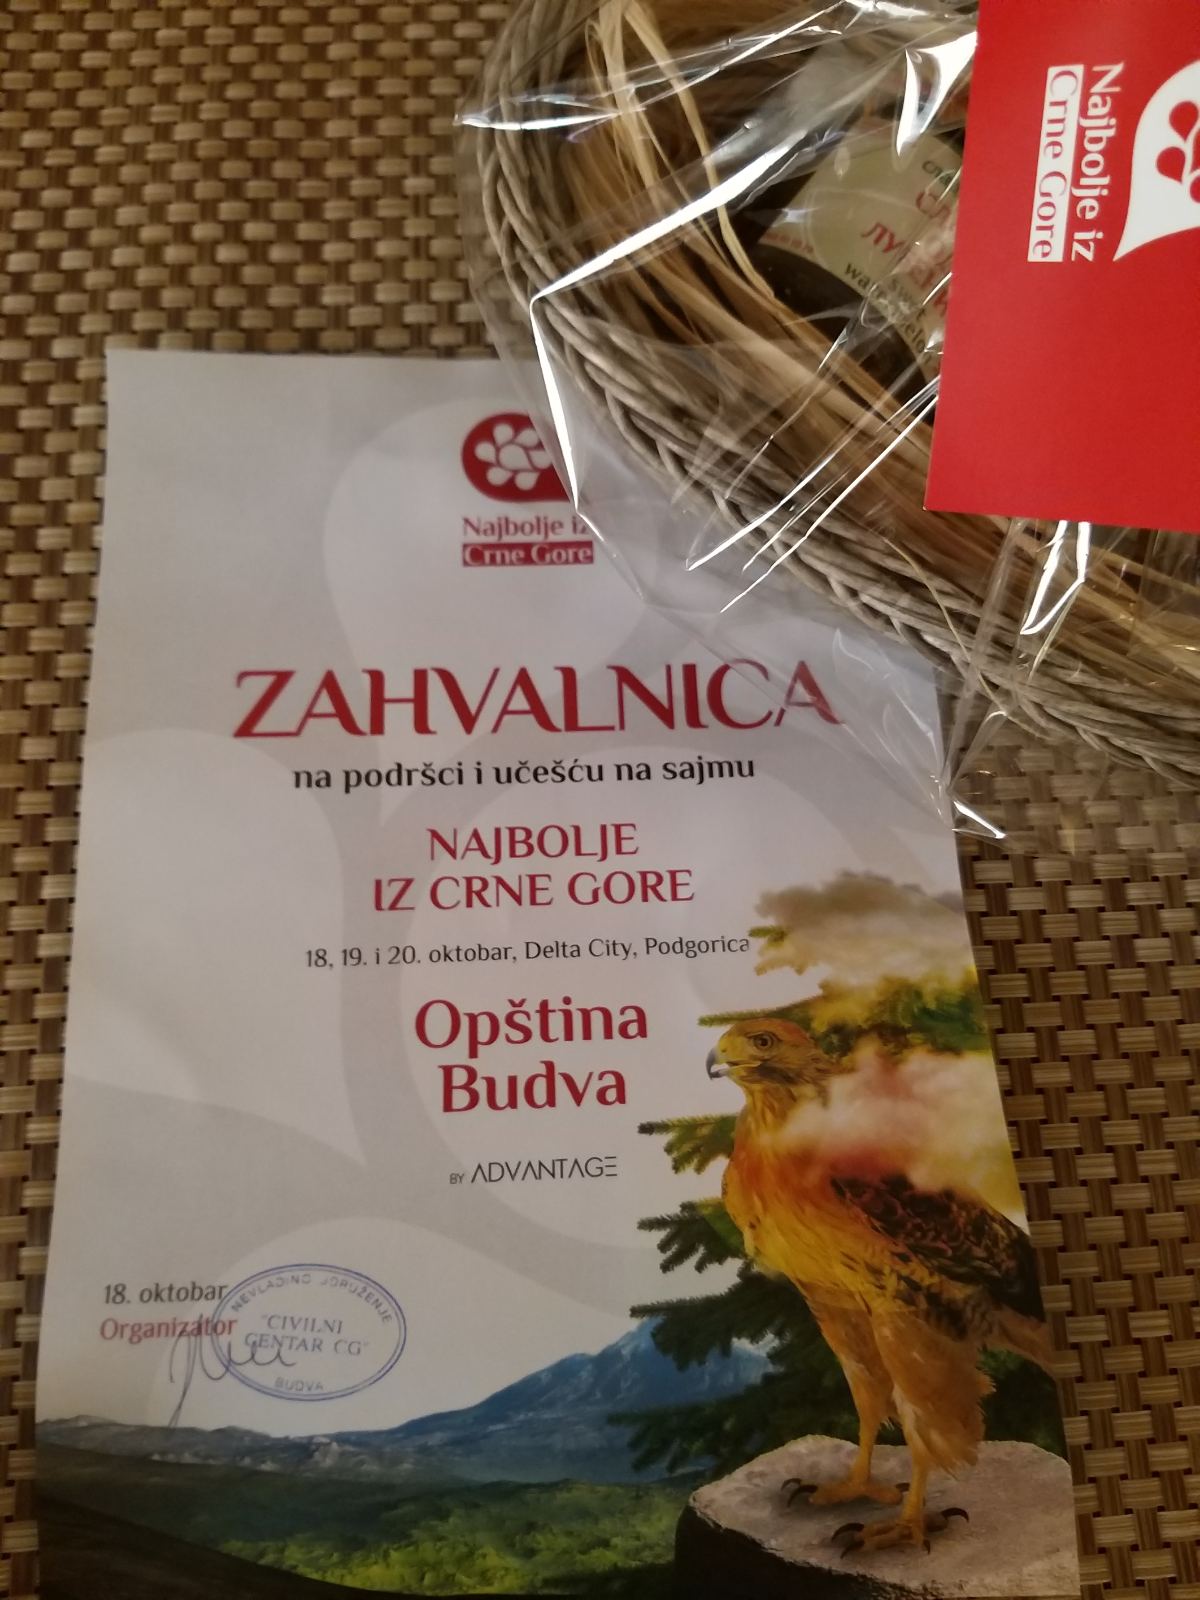 Najbolje iz
Crne Gore
Najbolje iz
Crne Gore
ZAHVALNICA
na podršci i učešću na sajmu
NAJBOLJE
IZ CRNE GORE
18, 19. i 20. oktobar, Delta City, Podgorica
Opština
Budva
BY ADVANTAGE
18. oktobar
Organizator
NEVLADINO UDRUŽENJE
"CIVILNI
CENTAR CG"
BUDVA